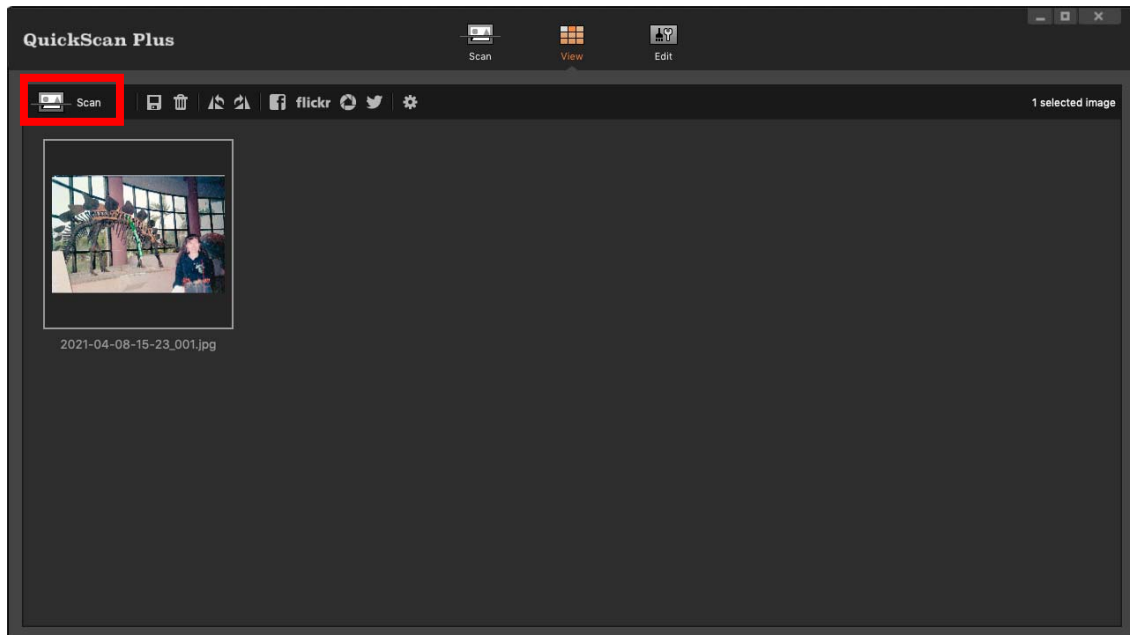 QuickScan Plus
Scan
View
Edit
Scan
flickr
1 selected image
2021-04-08-15-23_001.jpg